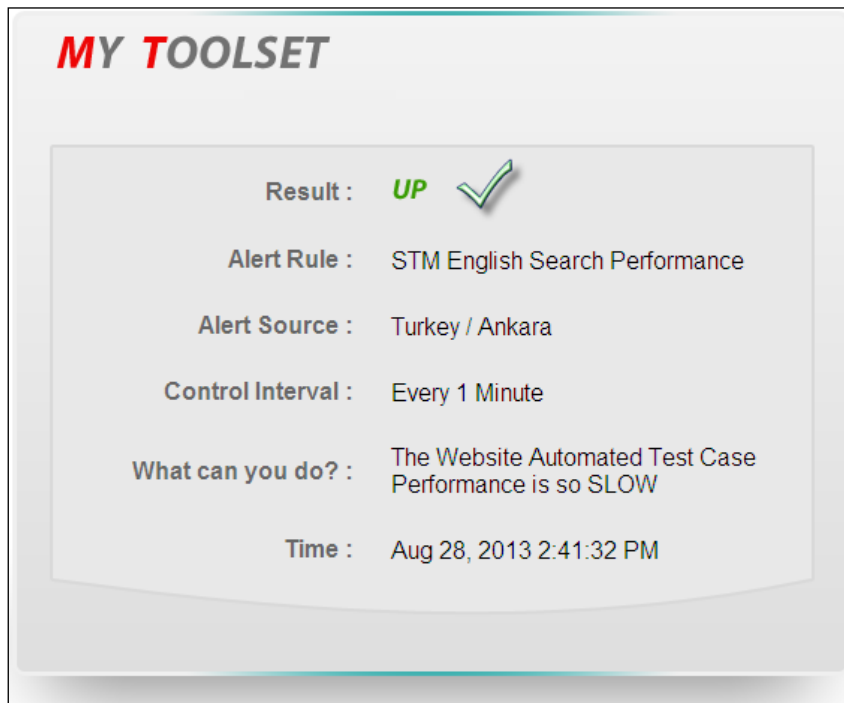 MY TOOLSET
Result : UP
Alert Rule : STM English Search Performance
Alert Source : Turkey / Ankara
Control Interval : Every 1 Minute
What can you do? : The Website Automated Test Case
Performance is so SLOW
Time : Aug 28, 2013 2:41:32 PM